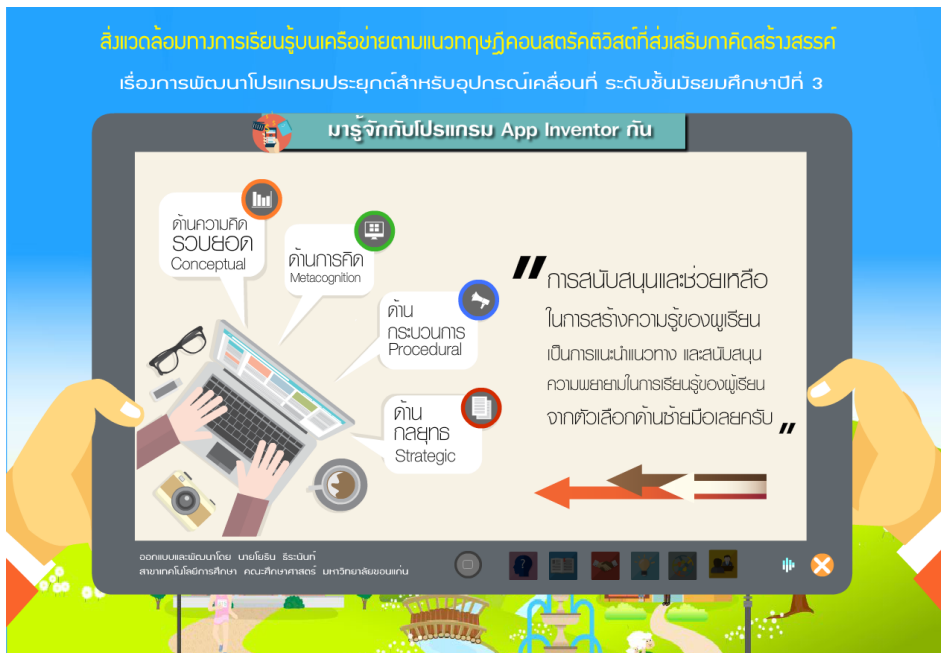 สิ่งแวดล้อมทางการเรียนรู้บนเครือข่ายตามแนวทฤษฎีคอนสตรัคติวิสต์ที่ส่งเสริมกาคิดสร้างสรรค์
เรื่องการพัฒนาโปรแกรมประยุกต์สำหรับอุปกรณ์เคลื่อนที่ ระดับชั้นมัธยมศึกษาปีที่ 3
มารู้จักกับโปรแกรม App Inventor กัน
ด้านความคิด
รวบยอด
Conceptual
ด้านการคิด
Metacognition
ด้าน
กระบวนการ
Procedural
ด้าน
กลยุทธ
Strategic
"การสนับสนุนและช่วยเหลือ
ในการสร้างความรู้ของผู้เรียน
เป็นการแนะนำแนวทาง และสนับสนุน
ความพยายามในการเรียนรู้ของผู้เรียน
จากตัวเลือกด้านซ้ายมือเลยครับ"
ออกแบบและพัฒนาโดย นายโยธิน ธีระนันท์
สาขาเทคโนโลยีการศึกษา คณะศึกษาศาสตร์ มหาวิทยาลัยขอนแก่น